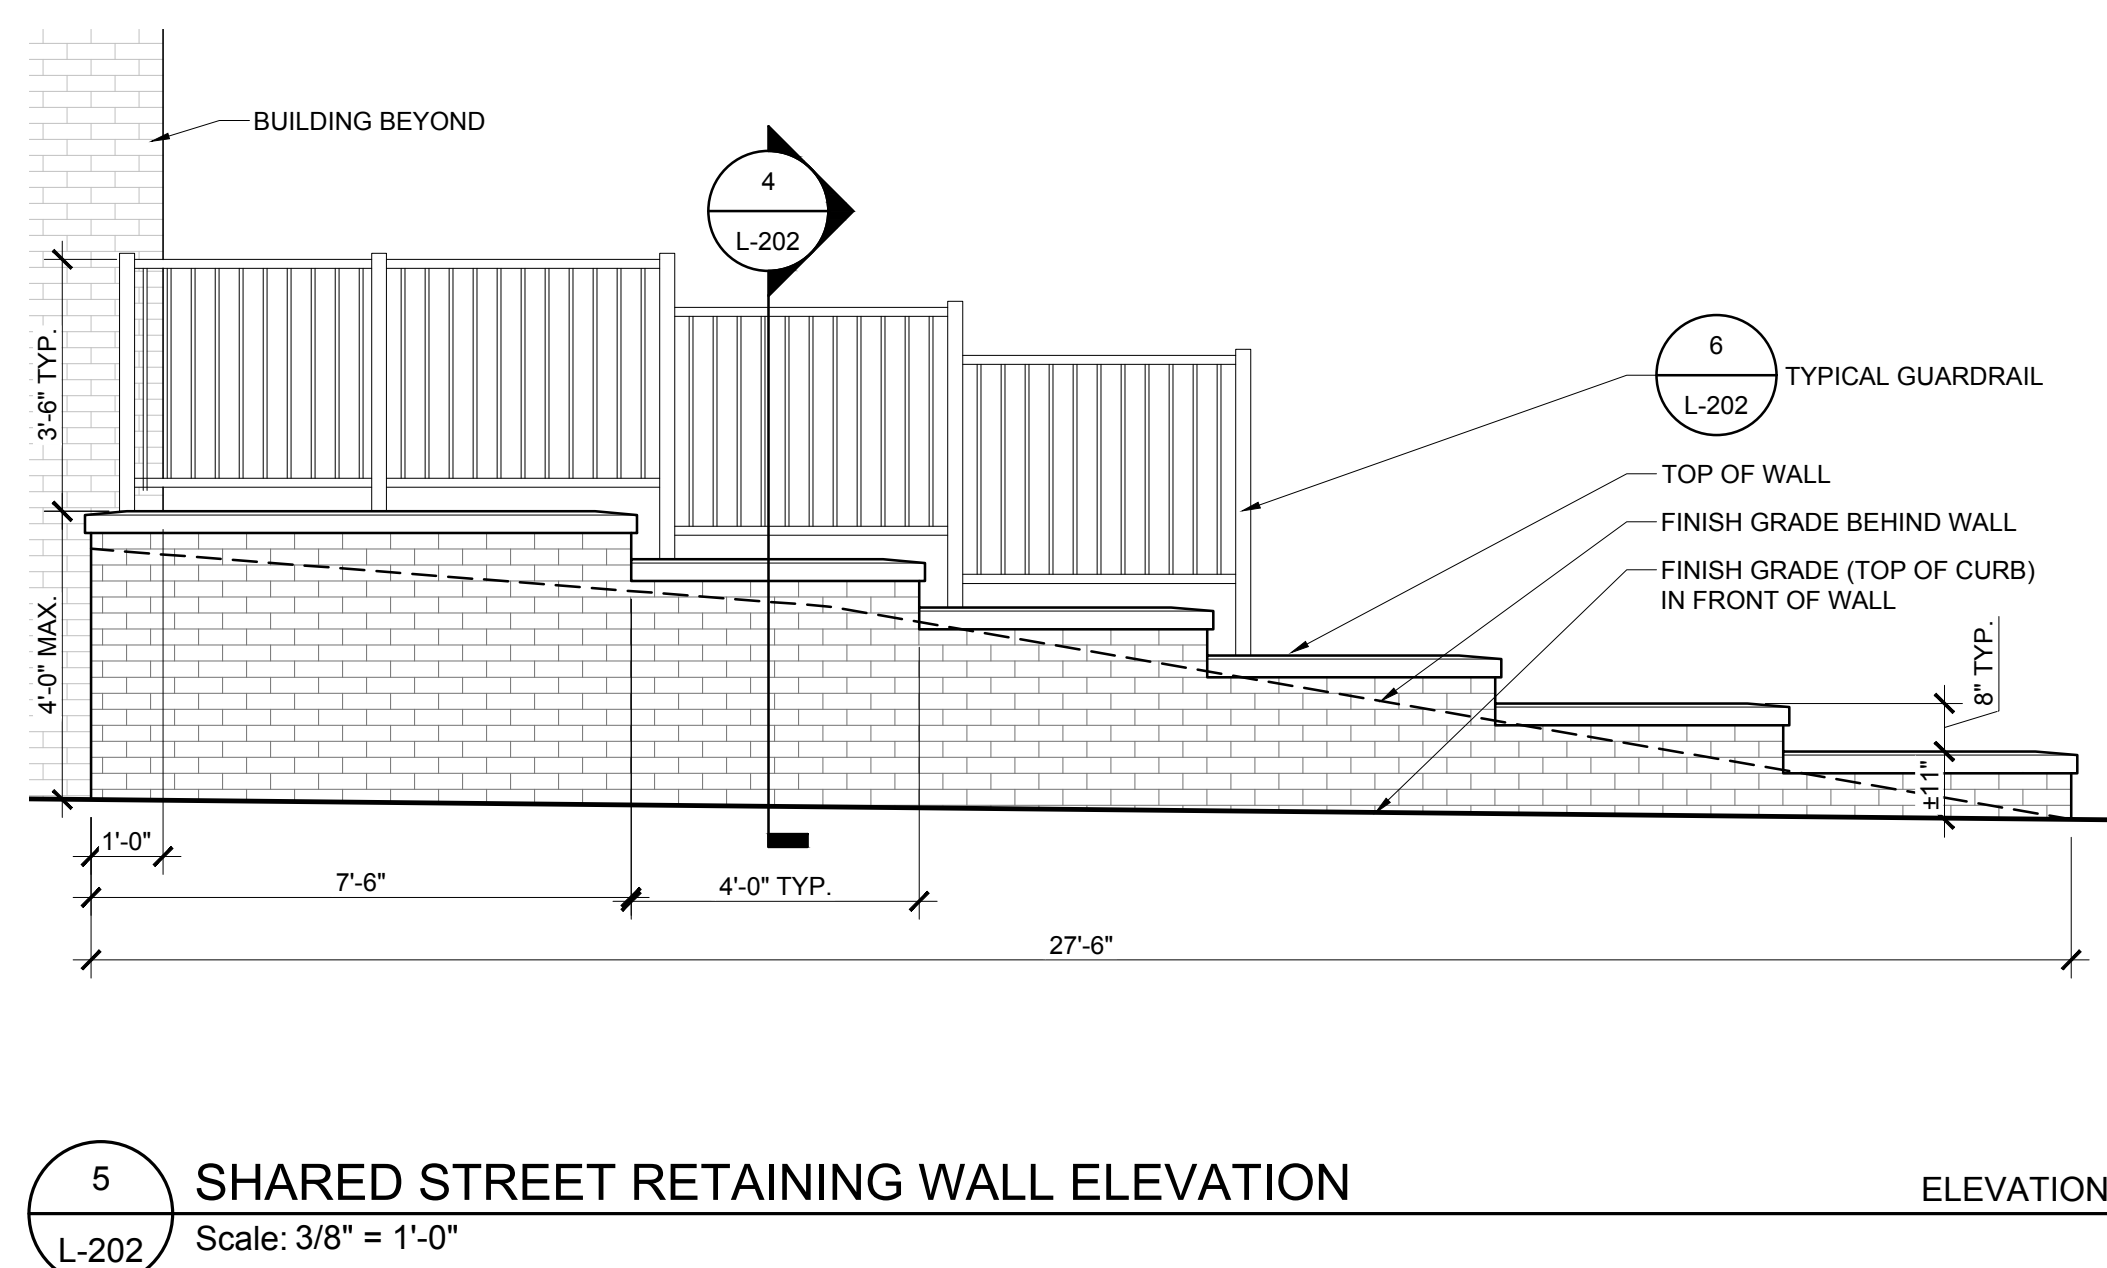 BUILDING BEYOND
4
L-202
3'-6" TYP.
6
L-202
TYPICAL GUARDRAIL
TOP OF WALL
FINISH GRADE BEHIND WALL
FINISH GRADE (TOP OF CURB)
IN FRONT OF WALL
4'-0" MAX.
8" TYP.
±11"
1'-0"
7'-6"
4'-0" TYP.
27'-6"
5
L-202
SHARED STREET RETAINING WALL ELEVATION
ELEVATION
Scale: 3/8" = 1'-0"